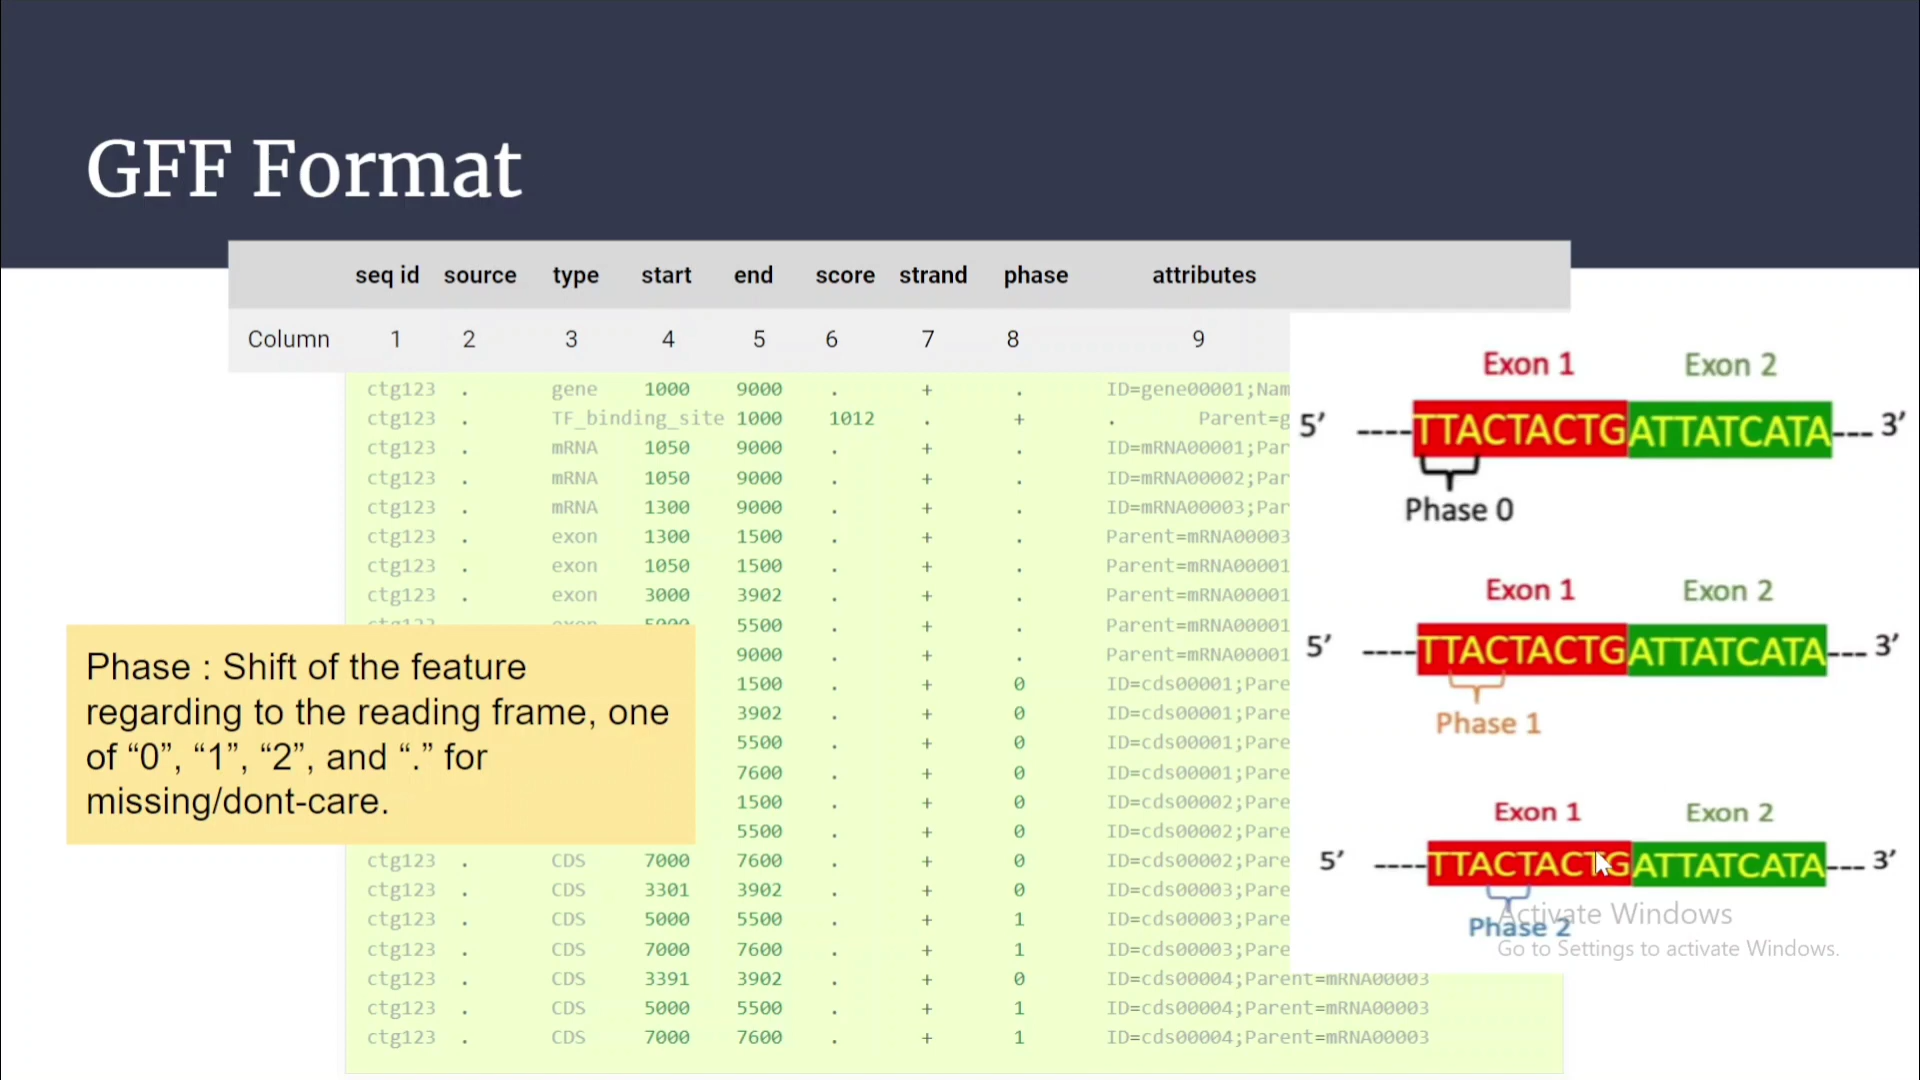 GFF Format
seq id source type start end score strand phase attributes
Column 1 2 3 4 5 6 7 8 9
ctg123 . gene 1000 9000 . + . ID=gene00001;Nam
ctg123 . TF_binding_site 1000 1012 . + . Parent=g
ctg123 . mRNA 1050 9000 . + . ID=mRNA00001;Par
ctg123 . mRNA 1050 9000 . + . ID=mRNA00002;Par
ctg123 . mRNA 1300 9000 . + . ID=mRNA00003;Par
ctg123 . exon 1300 1500 . + . Parent=mRNA00003
ctg123 . exon 1050 1500 . + . Parent=mRNA00001
ctg123 . exon 3000 3902 . + . Parent=mRNA00001
ctg123 . exon 5000 5500 . + . Parent=mRNA00001
9000 . + . Parent=mRNA00001
1500 . + 0 ID=cds00001;Pare
3902 . + 0 ID=cds00001;Pare
5500 . + 0 ID=cds00001;Pare
7600 . + 0 ID=cds00001;Pare
1500 . + 0 ID=cds00002;Pare
5500 . + 0 ID=cds00002;Pare
ctg123 . CDS 7000 7600 . + 0 ID=cds00002;Pare
ctg123 . CDS 3301 3902 . + 0 ID=cds00003;Pare
ctg123 . CDS 5000 5500 . + 1 ID=cds00003;Pare
ctg123 . CDS 7000 7600 . + 1 ID=cds00003;Pare
ctg123 . CDS 3391 3902 . + 0 ID=cds00004;Parent=mRNA00003
ctg123 . CDS 5000 5500 . + 1 ID=cds00004;Parent=mRNA00003
ctg123 . CDS 7000 7600 . + 1 ID=cds00004;Parent=mRNA00003
Phase : Shift of the feature
regarding to the reading frame, one
of “0”, “1”, “2”, and “.” for
missing/dont-care.
Exon 1 Exon 2
5’ ----TTACTACTGATTATCATA--- 3’
Phase 0
Exon 1 Exon 2
5’ ----TTACTACTGATTATCATA--- 3’
Phase 1
Exon 1 Exon 2
5’ ----TTACTACTGATTATCATA--- 3’
Phase 2
Activate Windows
Go to Settings to activate Windows.